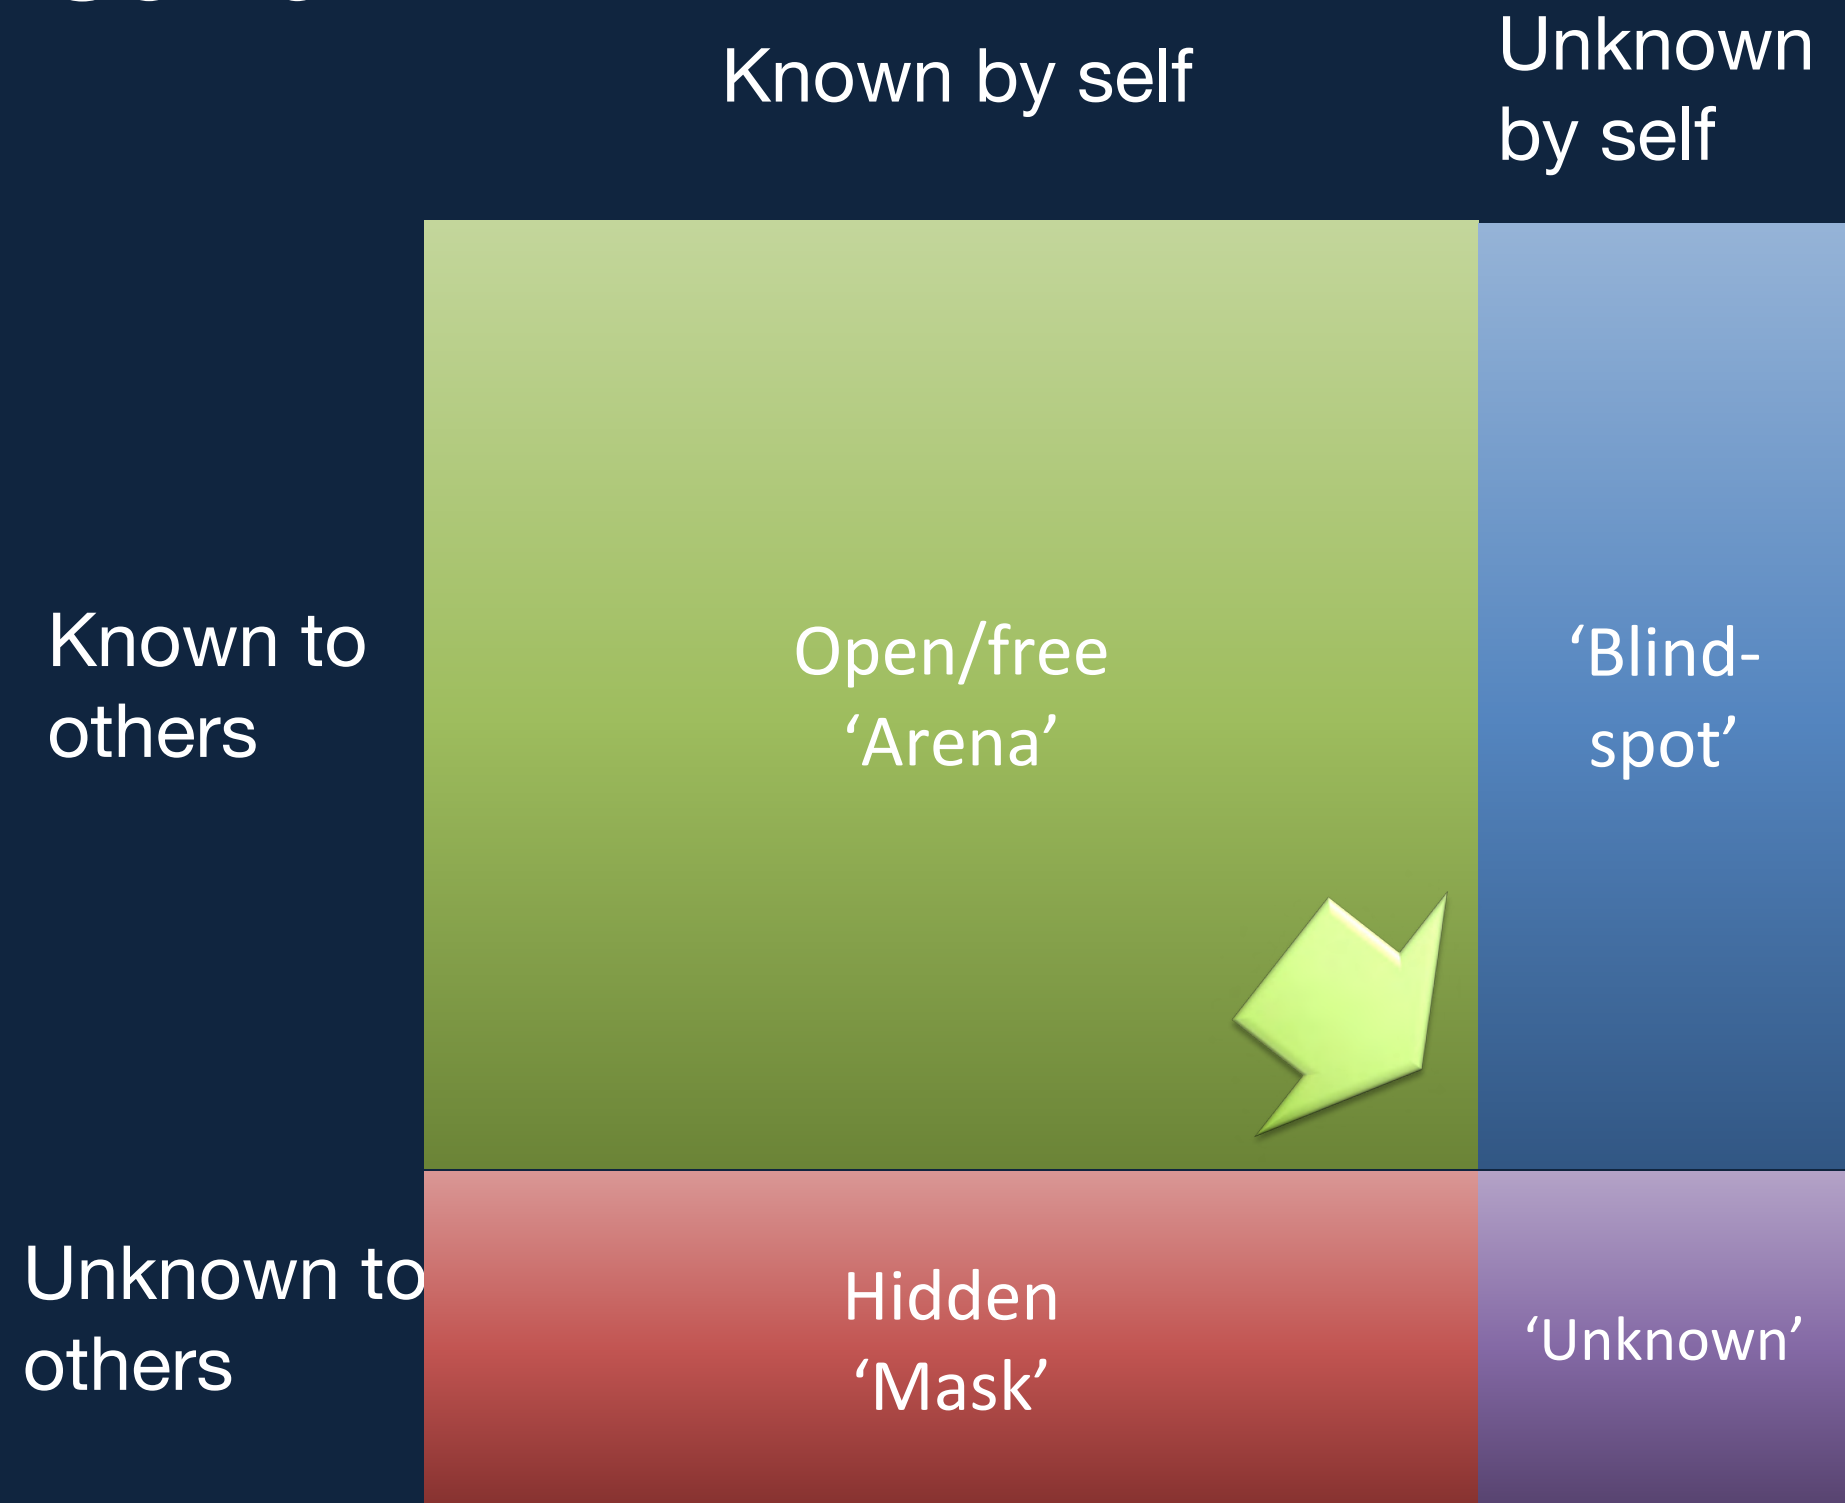 Known by self
Unknown
by self
Known to
others
Open/free
‘Arena’
‘Blind-
spot’
Unknown to
others
Hidden
‘Mask’
‘Unknown’